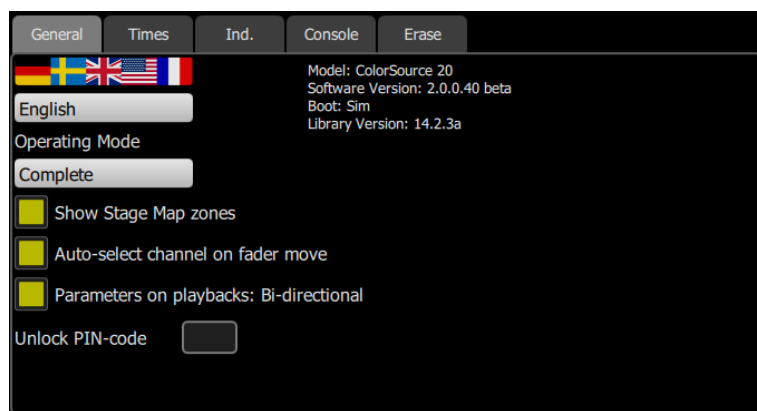 General Times Ind. Console Erase
Model: ColorSource 20
Software Version: 2.0.0.40 beta
Boot: Sim
Library Version: 14.2.3a
English
Operating Mode
Complete
Show Stage Map zones
Auto-select channel on fader move
Parameters on playbacks: Bi-directional
Unlock PIN-code